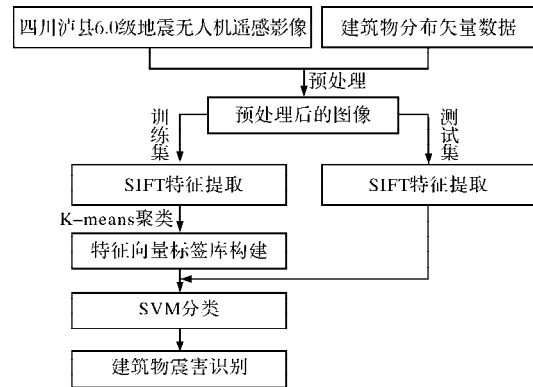 四川泸县6.0级地震无人机遥感影像
建筑物分布矢量数据
预处理
预处理后的图像
训练集
测试集
SIFT特征提取
SIFT特征提取
K-means聚类
特征向量标签库构建
SVM分类
建筑物震害识别